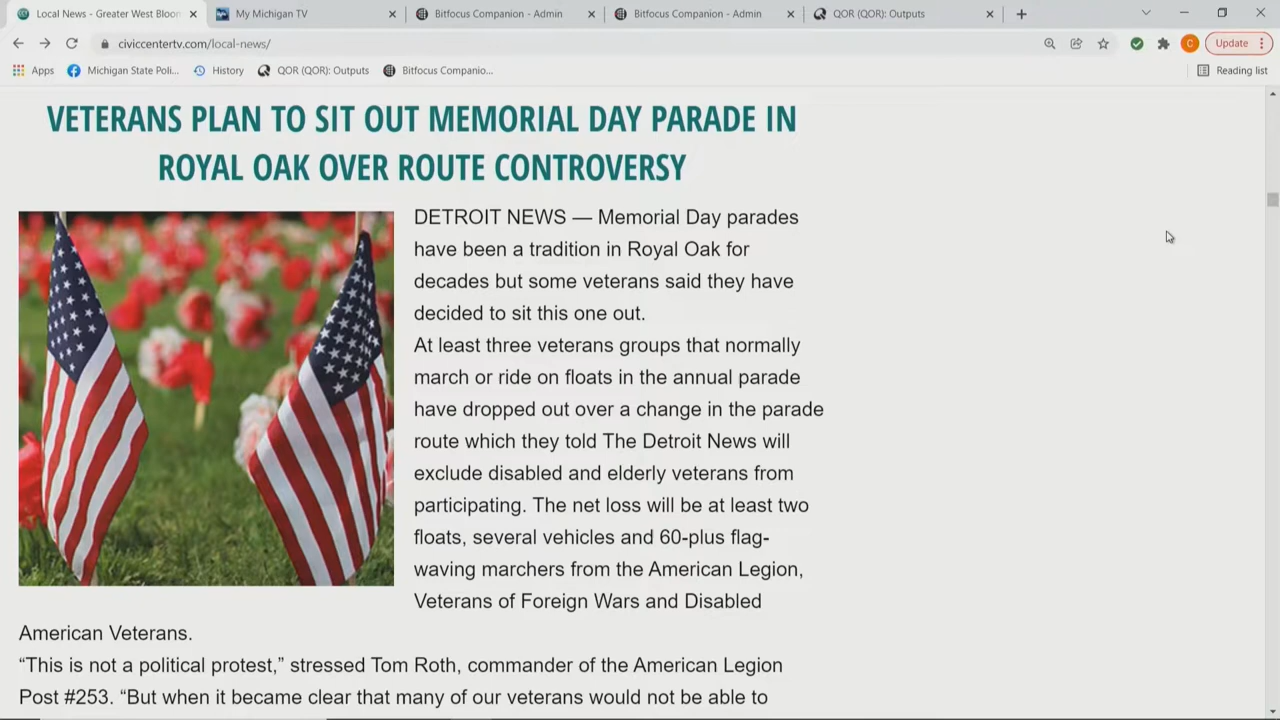 Local News - Greater West Bloom
My Michigan TV
Bitfocus Companion - Admin
Bitfocus Companion - Admin
QOR (QOR): Outputs
civiccentertv.com/local-news/
C
Update
Apps
Michigan State Poli...
History
QOR (QOR): Outputs
Bitfocus Companio...
Reading list
VETERANS PLAN TO SIT OUT MEMORIAL DAY PARADE IN
ROYAL OAK OVER ROUTE CONTROVERSY
DETROIT NEWS — Memorial Day parades
have been a tradition in Royal Oak for
decades but some veterans said they have
decided to sit this one out.
At least three veterans groups that normally
march or ride on floats in the annual parade
have dropped out over a change in the parade
route which they told The Detroit News will
exclude disabled and elderly veterans from
participating. The net loss will be at least two
floats, several vehicles and 60-plus flag-
waving marchers from the American Legion,
Veterans of Foreign Wars and Disabled
American Veterans.
“This is not a political protest,” stressed Tom Roth, commander of the American Legion
Post #253. “But when it became clear that many of our veterans would not be able to